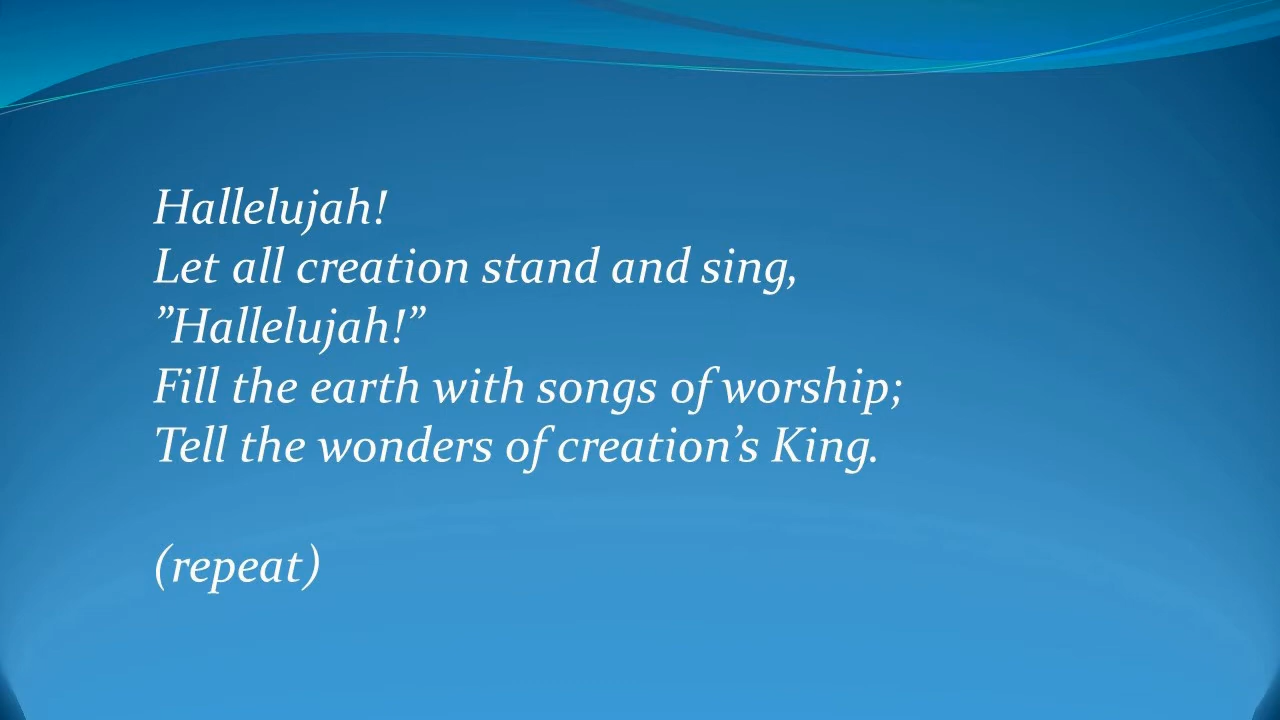 Hallelujah!
Let all creation stand and sing,
”Hallelujah!”
Fill the earth with songs of worship;
Tell the wonders of creation’s King.
(repeat)